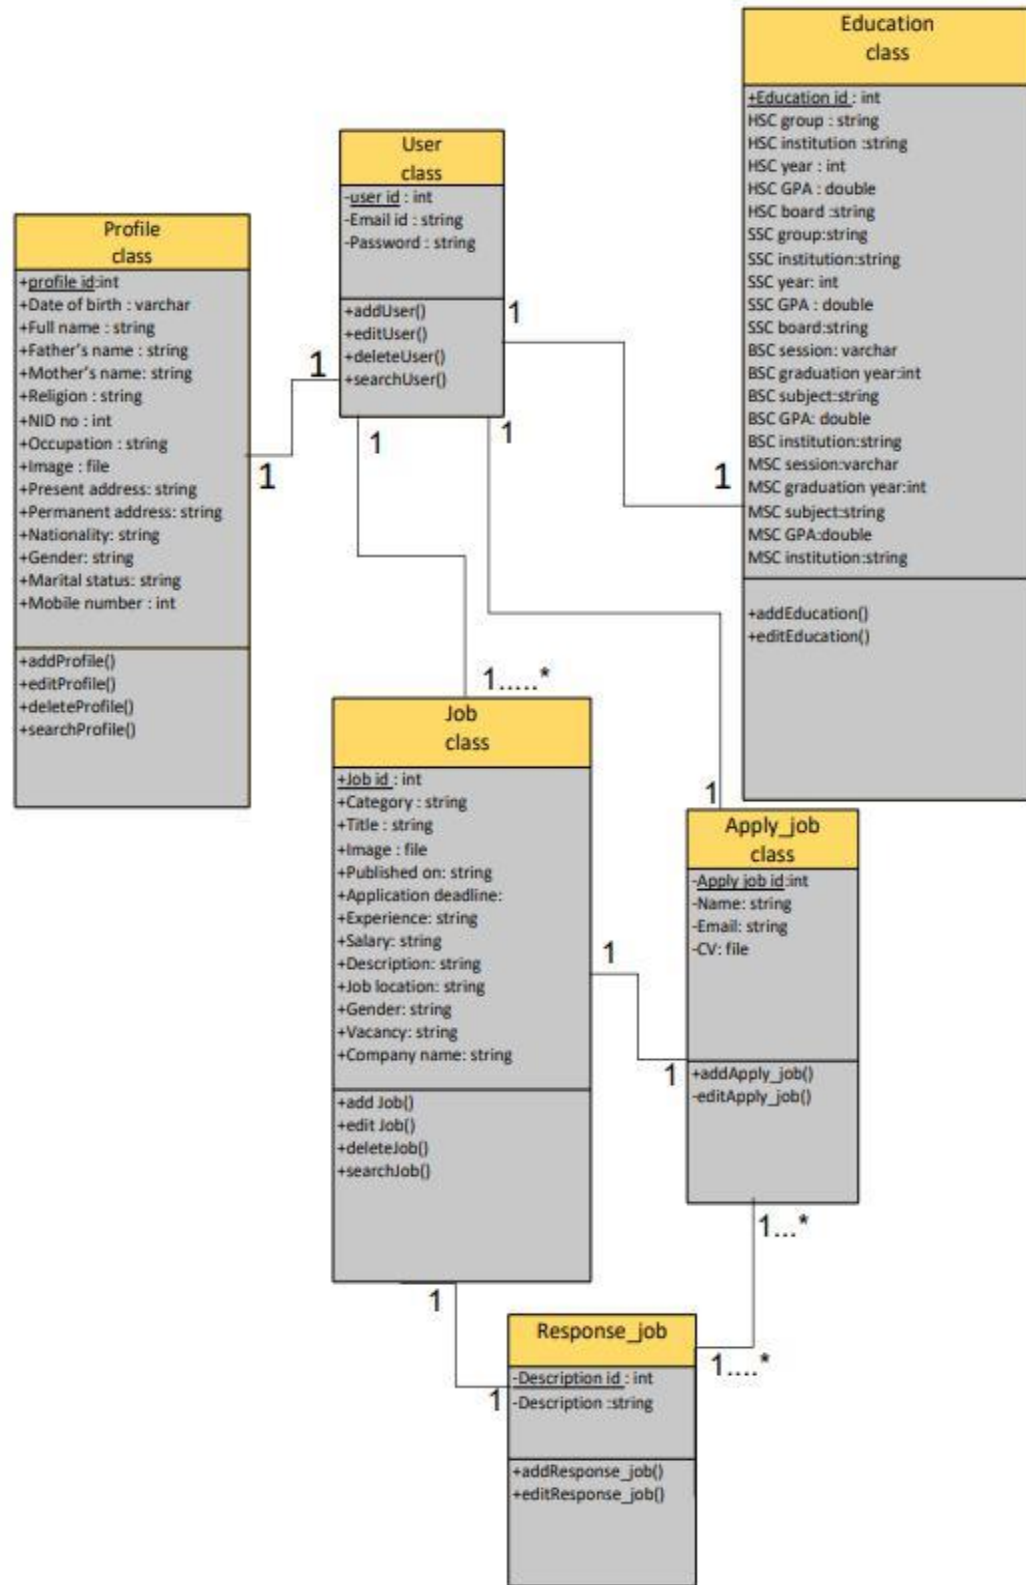 Education
class
+Education id : int
HSC group : string
HSC institution :string
HSC year : int
HSC GPA : double
HSC board :string
SSC group:string
SSC institution:string
SSC year: int
SSC GPA : double
SSC board:string
BSC session: varchar
BSC graduation year:int
BSC subject:string
BSC GPA: double
BSC institution:string
MSC session:varchar
MSC graduation year:int
MSC subject:string
MSC GPA:double
MSC institution:string
+addEducation()
+editEducation()
User
class
-user id : int
-Email id : string
-Password : string
+addUser()
+editUser()
+deleteUser()
+searchUser()
Profile
class
+profile id:int
+Date of birth : varchar
+Full name : string
+Father's name : string
+Mother's name: string
+Religion : string
+NID no : int
+Occupation : string
+Image : file
+Present address: string
+Permanent address: string
+Nationality: string
+Gender: string
+Marital status: string
+Mobile number : int
+addProfile()
+editProfile()
+deleteProfile()
+searchProfile()
1
1
1
1
1
1
1.....*
1
Job
class
+Job id : int
+Category : string
+Title : string
+Image : file
+Published on: string
+Application deadline:
+Experience: string
+Salary: string
+Description: string
+Job location: string
+Gender: string
+Vacancy: string
+Company name: string
+add Job()
+edit Job()
+deleteJob()
+searchJob()
Apply_job
class
-Apply job id:int
-Name: string
-Email: string
-CV: file
+addApply_job()
-editApply_job()
1
1
1...*
1
1
1....*
Response_job
-Description id : int
-Description :string
+addResponse_job()
+editResponse_job()